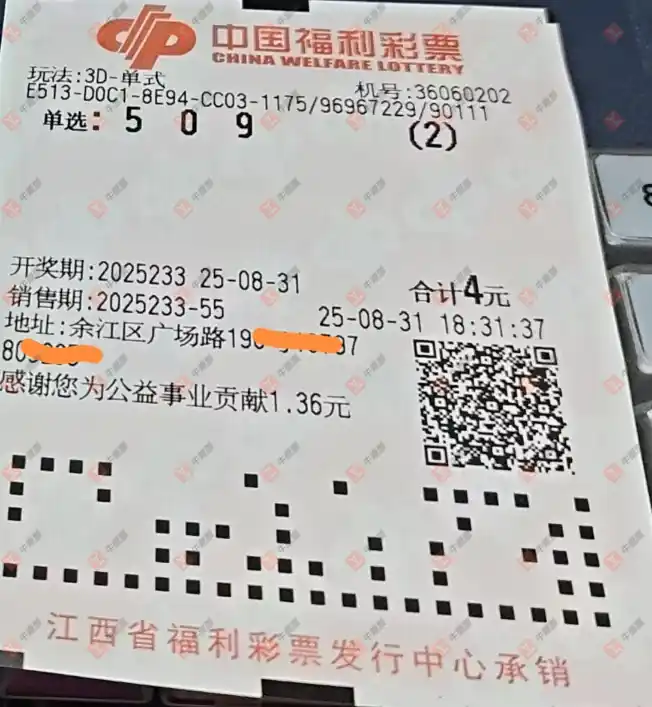 中国福利彩票
CHINA WELFARE LOTTERY
玩法:3D-单式 机号:36060202
E513-D0C1-8E94-CC03-1175/96967229/90111
单选: 5 0 9 (2)
开奖期:2025233 25-08-31 合计4元
销售期:2025233-55 25-08-31 18:31:37
地址:余江区广场路19
80
感谢您为公益事业贡献1.36元
江西省福利彩票发行中心承销
8